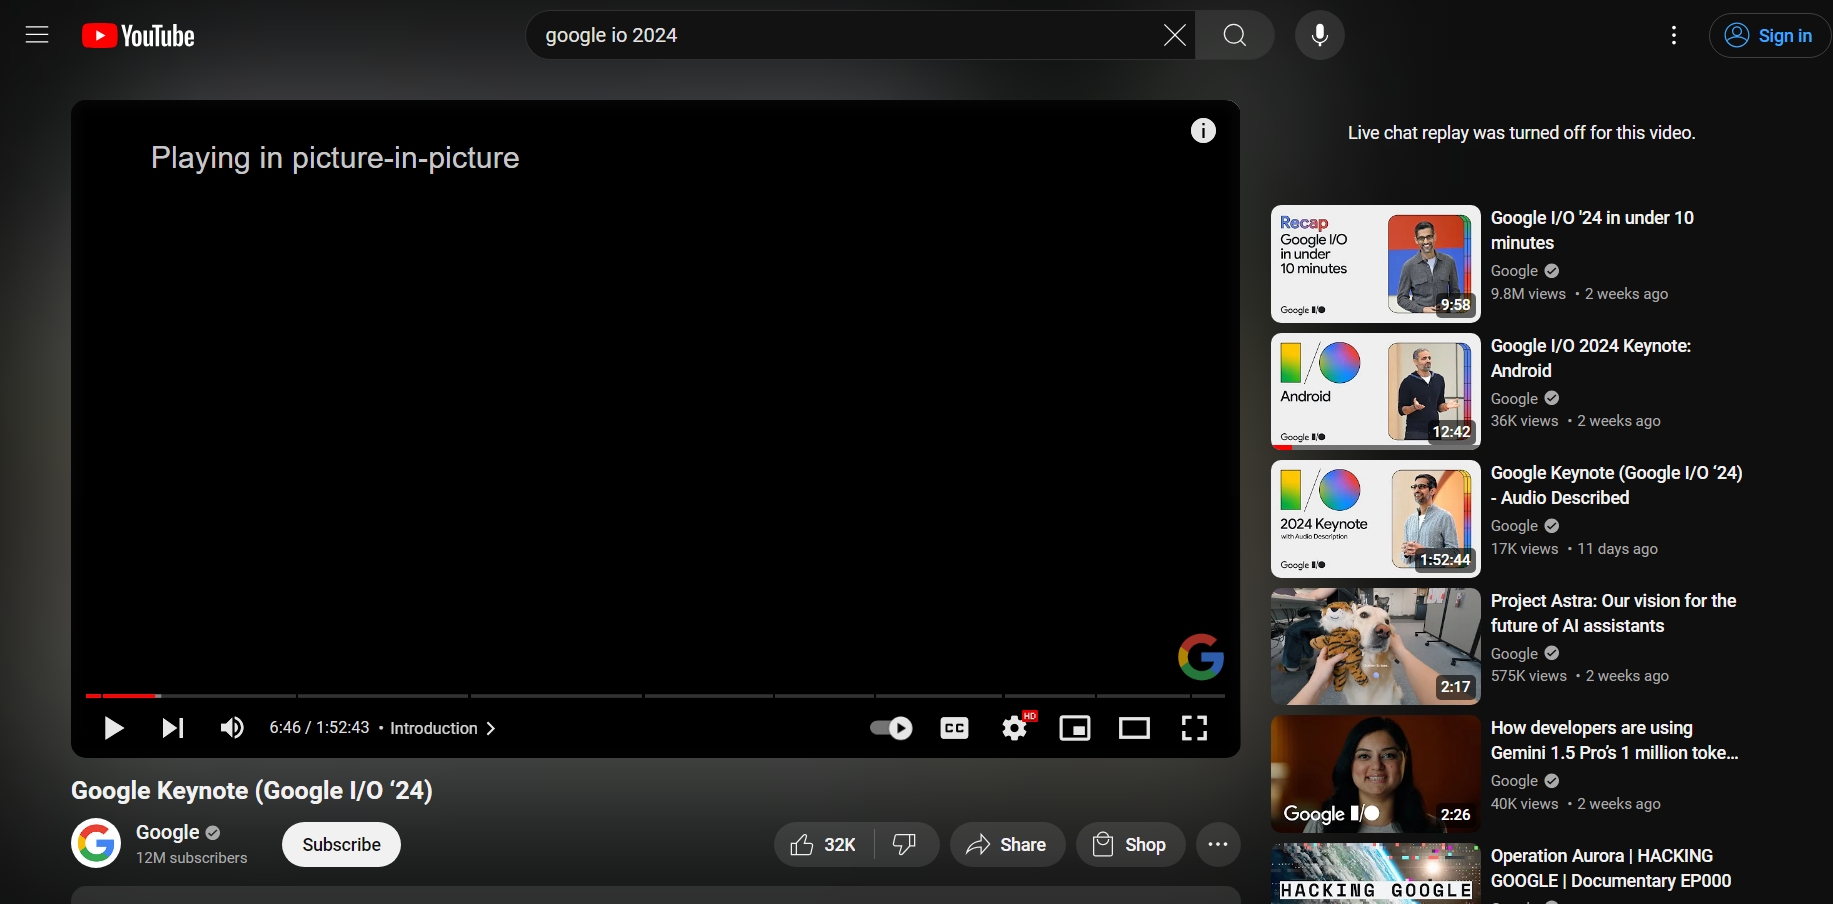 YouTube
google io 2024
Sign in
Playing in picture-in-picture
i
6:46 / 1:52:43 • Introduction
CC
HD
Google Keynote (Google I/O ‘24)
Google
12M subscribers
Subscribe
32K
Share
Shop
Live chat replay was turned off for this video.
Recap
Google I/O
in under
10 minutes
Google I/O
9:58
Google I/O '24 in under 10
minutes
Google
9.8M views • 2 weeks ago
Android
Google I/O
12:42
Google I/O 2024 Keynote:
Android
Google
36K views • 2 weeks ago
2024 Keynote
with Audio Description
Google I/O
1:52:44
Google Keynote (Google I/O ‘24)
- Audio Described
Google
17K views • 11 days ago
2:17
Project Astra: Our vision for the
future of AI assistants
Google
575K views • 2 weeks ago
Google I/O
2:26
How developers are using
Gemini 1.5 Pro’s 1 million toke...
Google
40K views • 2 weeks ago
HACKING GOOGLE
Operation Aurora | HACKING
GOOGLE | Documentary EP000